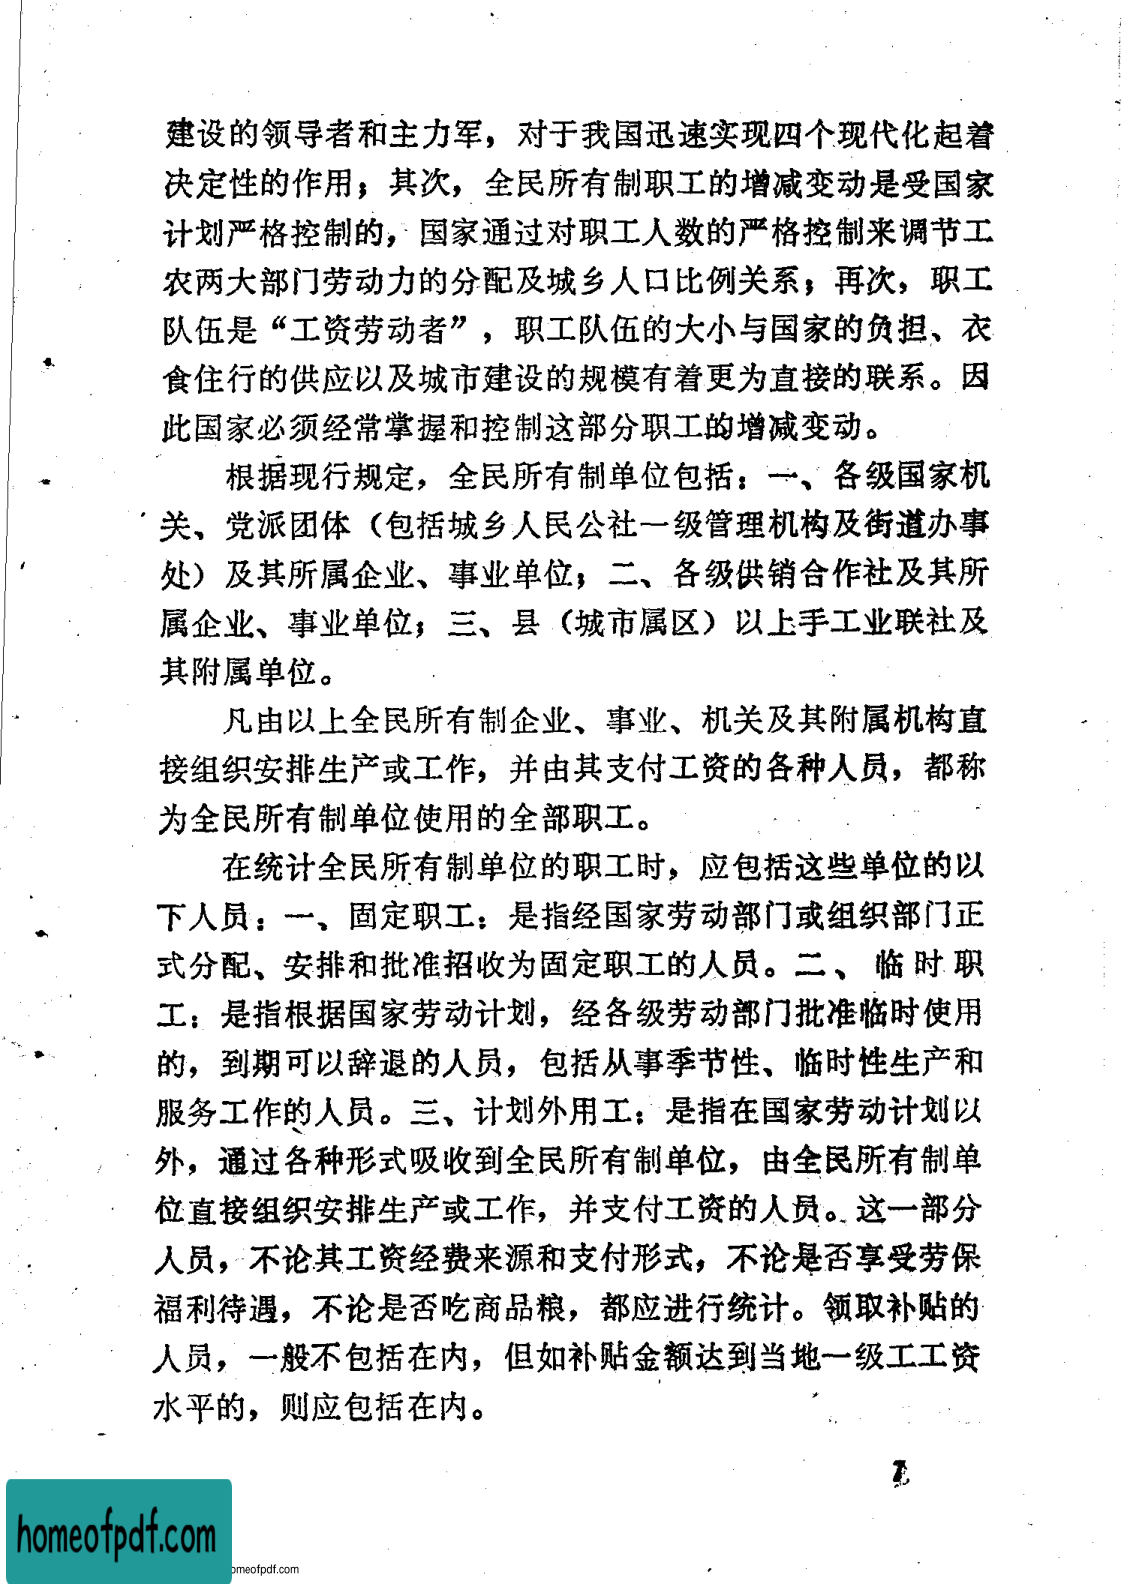 建设的领导者和主力军，对于我国迅速实现四个现代化起着
决定性的作用；其次，全民所有制职工的增减变动是受国家
计划严格控制的，国家通过对职工人数的严格控制来调节工
农两大部门劳动力的分配及城乡人口比例关系；再次，职工
队伍是“工资劳动者”，职工队伍的大小与国家的负担、衣
食住行的供应以及城市建设的规模有着更为直接的联系。因
此国家必须经常掌握和控制这部分职工的增减变动。
根据现行规定，全民所有制单位包括：一、各级国家机
关、党派团体（包括城乡人民公社一级管理机构及街道办事
处）及其所属企业、事业单位；二、各级供销合作社及其所
属企业、事业单位；三、县（城市属区）以上手工业联社及
其附属单位。
凡由以上全民所有制企业、事业、机关及其附属机构直
接组织安排生产或工作，并由其支付工资的各种人员，都称
为全民所有制单位使用的全部职工。
在统计全民所有制单位的职工时，应包括这些单位的以
下人员：一、固定职工：是指经国家劳动部门或组织部门正
式分配、安排和批准招收为固定职工的人员。二、临时职
工：是指根据国家劳动计划，经各级劳动部门批准临时使用
的，到期可以辞退的人员，包括从事季节性、临时性生产和
服务工作的人员。三、计划外用工：是指在国家劳动计划以
外，通过各种形式吸收到全民所有制单位，由全民所有制单
位直接组织安排生产或工作，并支付工资的人员。这一部分
人员，不论其工资经费来源和支付形式，不论是否享受劳保
福利待遇，不论是否吃商品粮，都应进行统计。领取补贴的
人员，一般不包括在内，但如补贴金额达到当地一级工工资
水平的，则应包括在内。
homeofpdf.com
omeofpdf.com